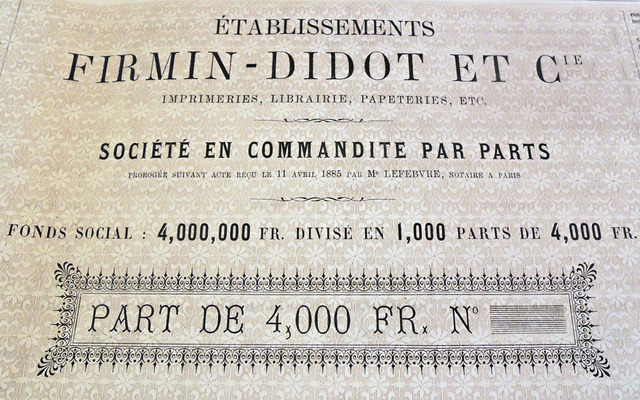 ÉTABLISSEMENTS
FIRMIN-DIDOT ET CIE
IMPRIMERIES, LIBRAIRIE, PAPETERIES, ETC.
SOCIÉTÉ EN COMMANDITE PAR PARTS
PROROGÉE SUIVANT ACTE REÇU LE 11 AVRIL 1885 PAR Me LEFEBVRE, NOTAIRE A PARIS
FONDS SOCIAL : 4,000,000 FR. DIVISÉ EN 1,000 PARTS DE 4,000 FR.
PART DE 4,000 FR. No